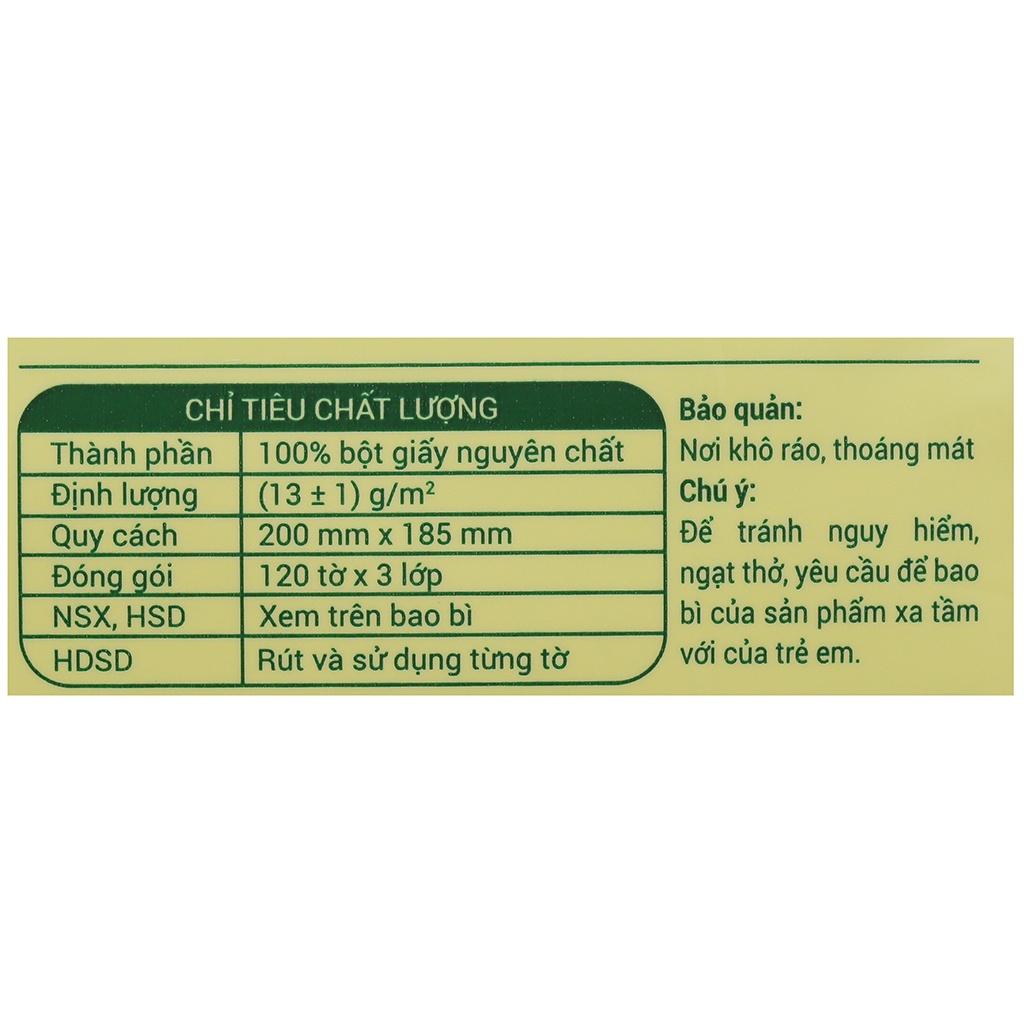 CHỈ TIÊU CHẤT LƯỢNG
Thành phần 100% bột giấy nguyên chất
Định lượng (13 ± 1) g/m²
Quy cách 200 mm x 185 mm
Đóng gói 120 tờ x 3 lớp
NSX, HSD Xem trên bao bì
HDSD Rút và sử dụng từng tờ
Bảo quản:
Nơi khô ráo, thoáng mát
Chú ý:
Để tránh nguy hiểm,
ngạt thở, yêu cầu để bao
bì của sản phẩm xa tầm
với của trẻ em.